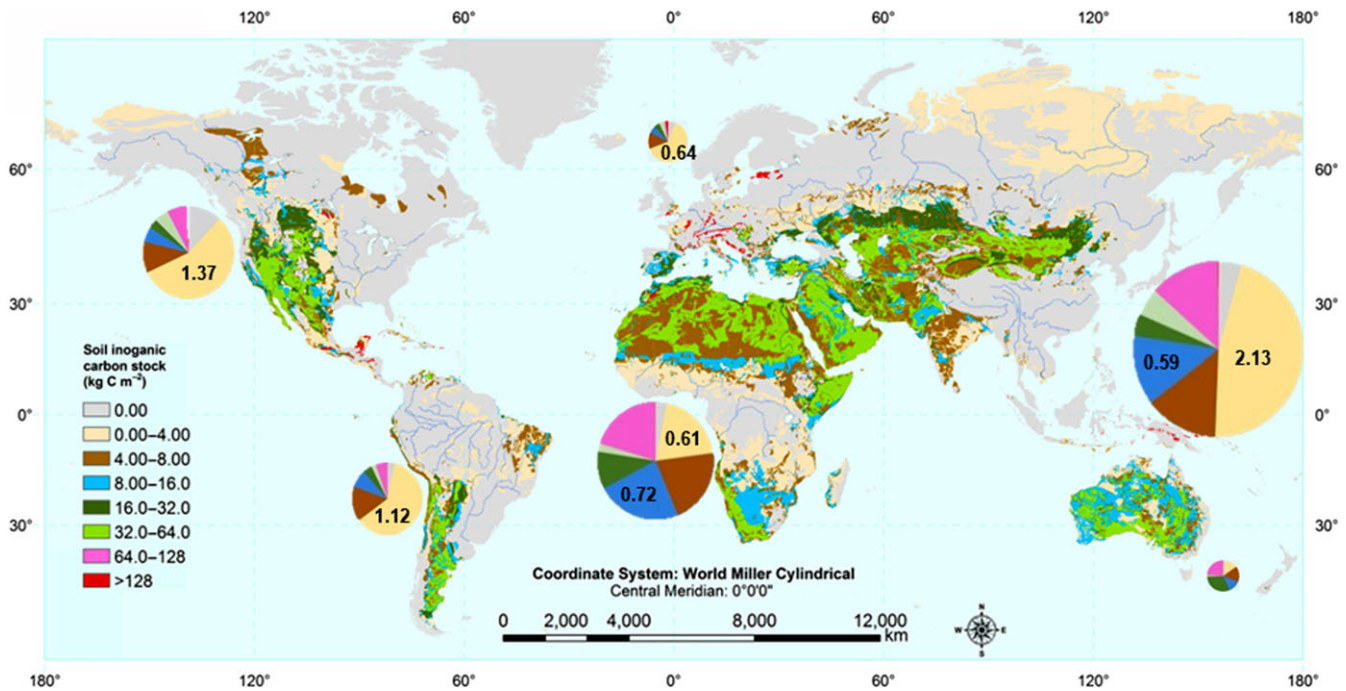 120° 60° 0° 60° 120° 180°
0.64
60° 60°
1.37
30° 30°
2.13
0.59
Soil inoganic
carbon stock
(kg C m⁻²)
0.00
0.00–4.00
4.00–8.00
8.00–16.0
16.0–32.0
32.0–64.0
64.0–128
>128
0° 0°
0.61
0.72
1.12
30° 30°
Coordinate System: World Miller Cylindrical
Central Meridian: 0°0'0"
0 2,000 4,000 8,000 12,000
km
N
W E
S
180° 120° 60° 0° 60° 120° 180°